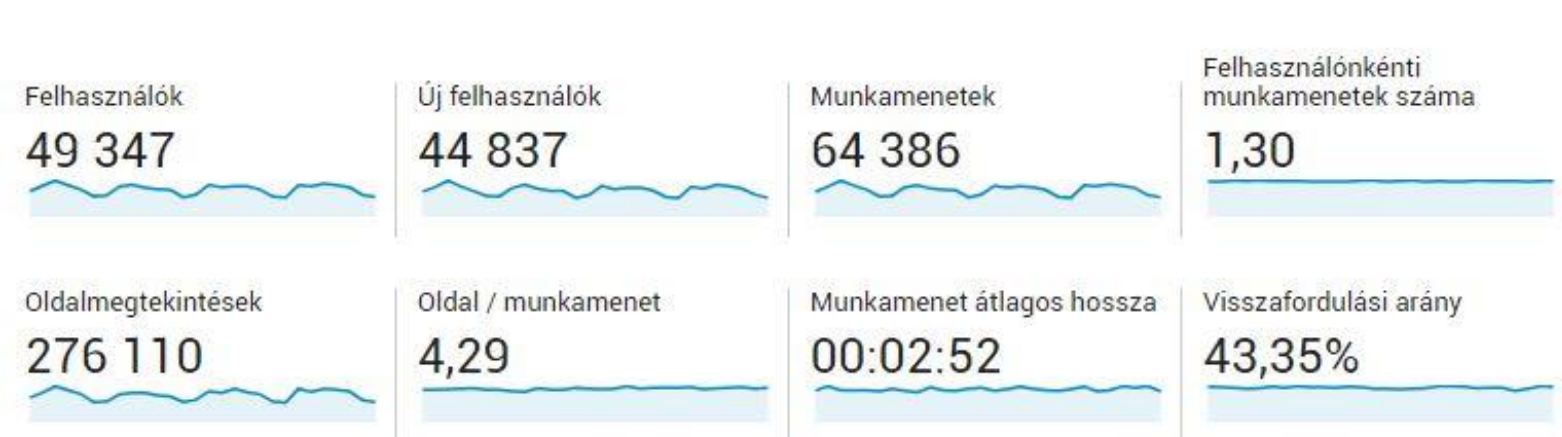 Felhasználók
49 347
Új felhasználók
44 837
Munkamenetek
64 386
Felhasználónkénti
munkamenetek száma
1,30
Oldalmegtekintések
276 110
Oldal / munkamenet
4,29
Munkamenet átlagos hossza
00:02:52
Visszafordulási arány
43,35%